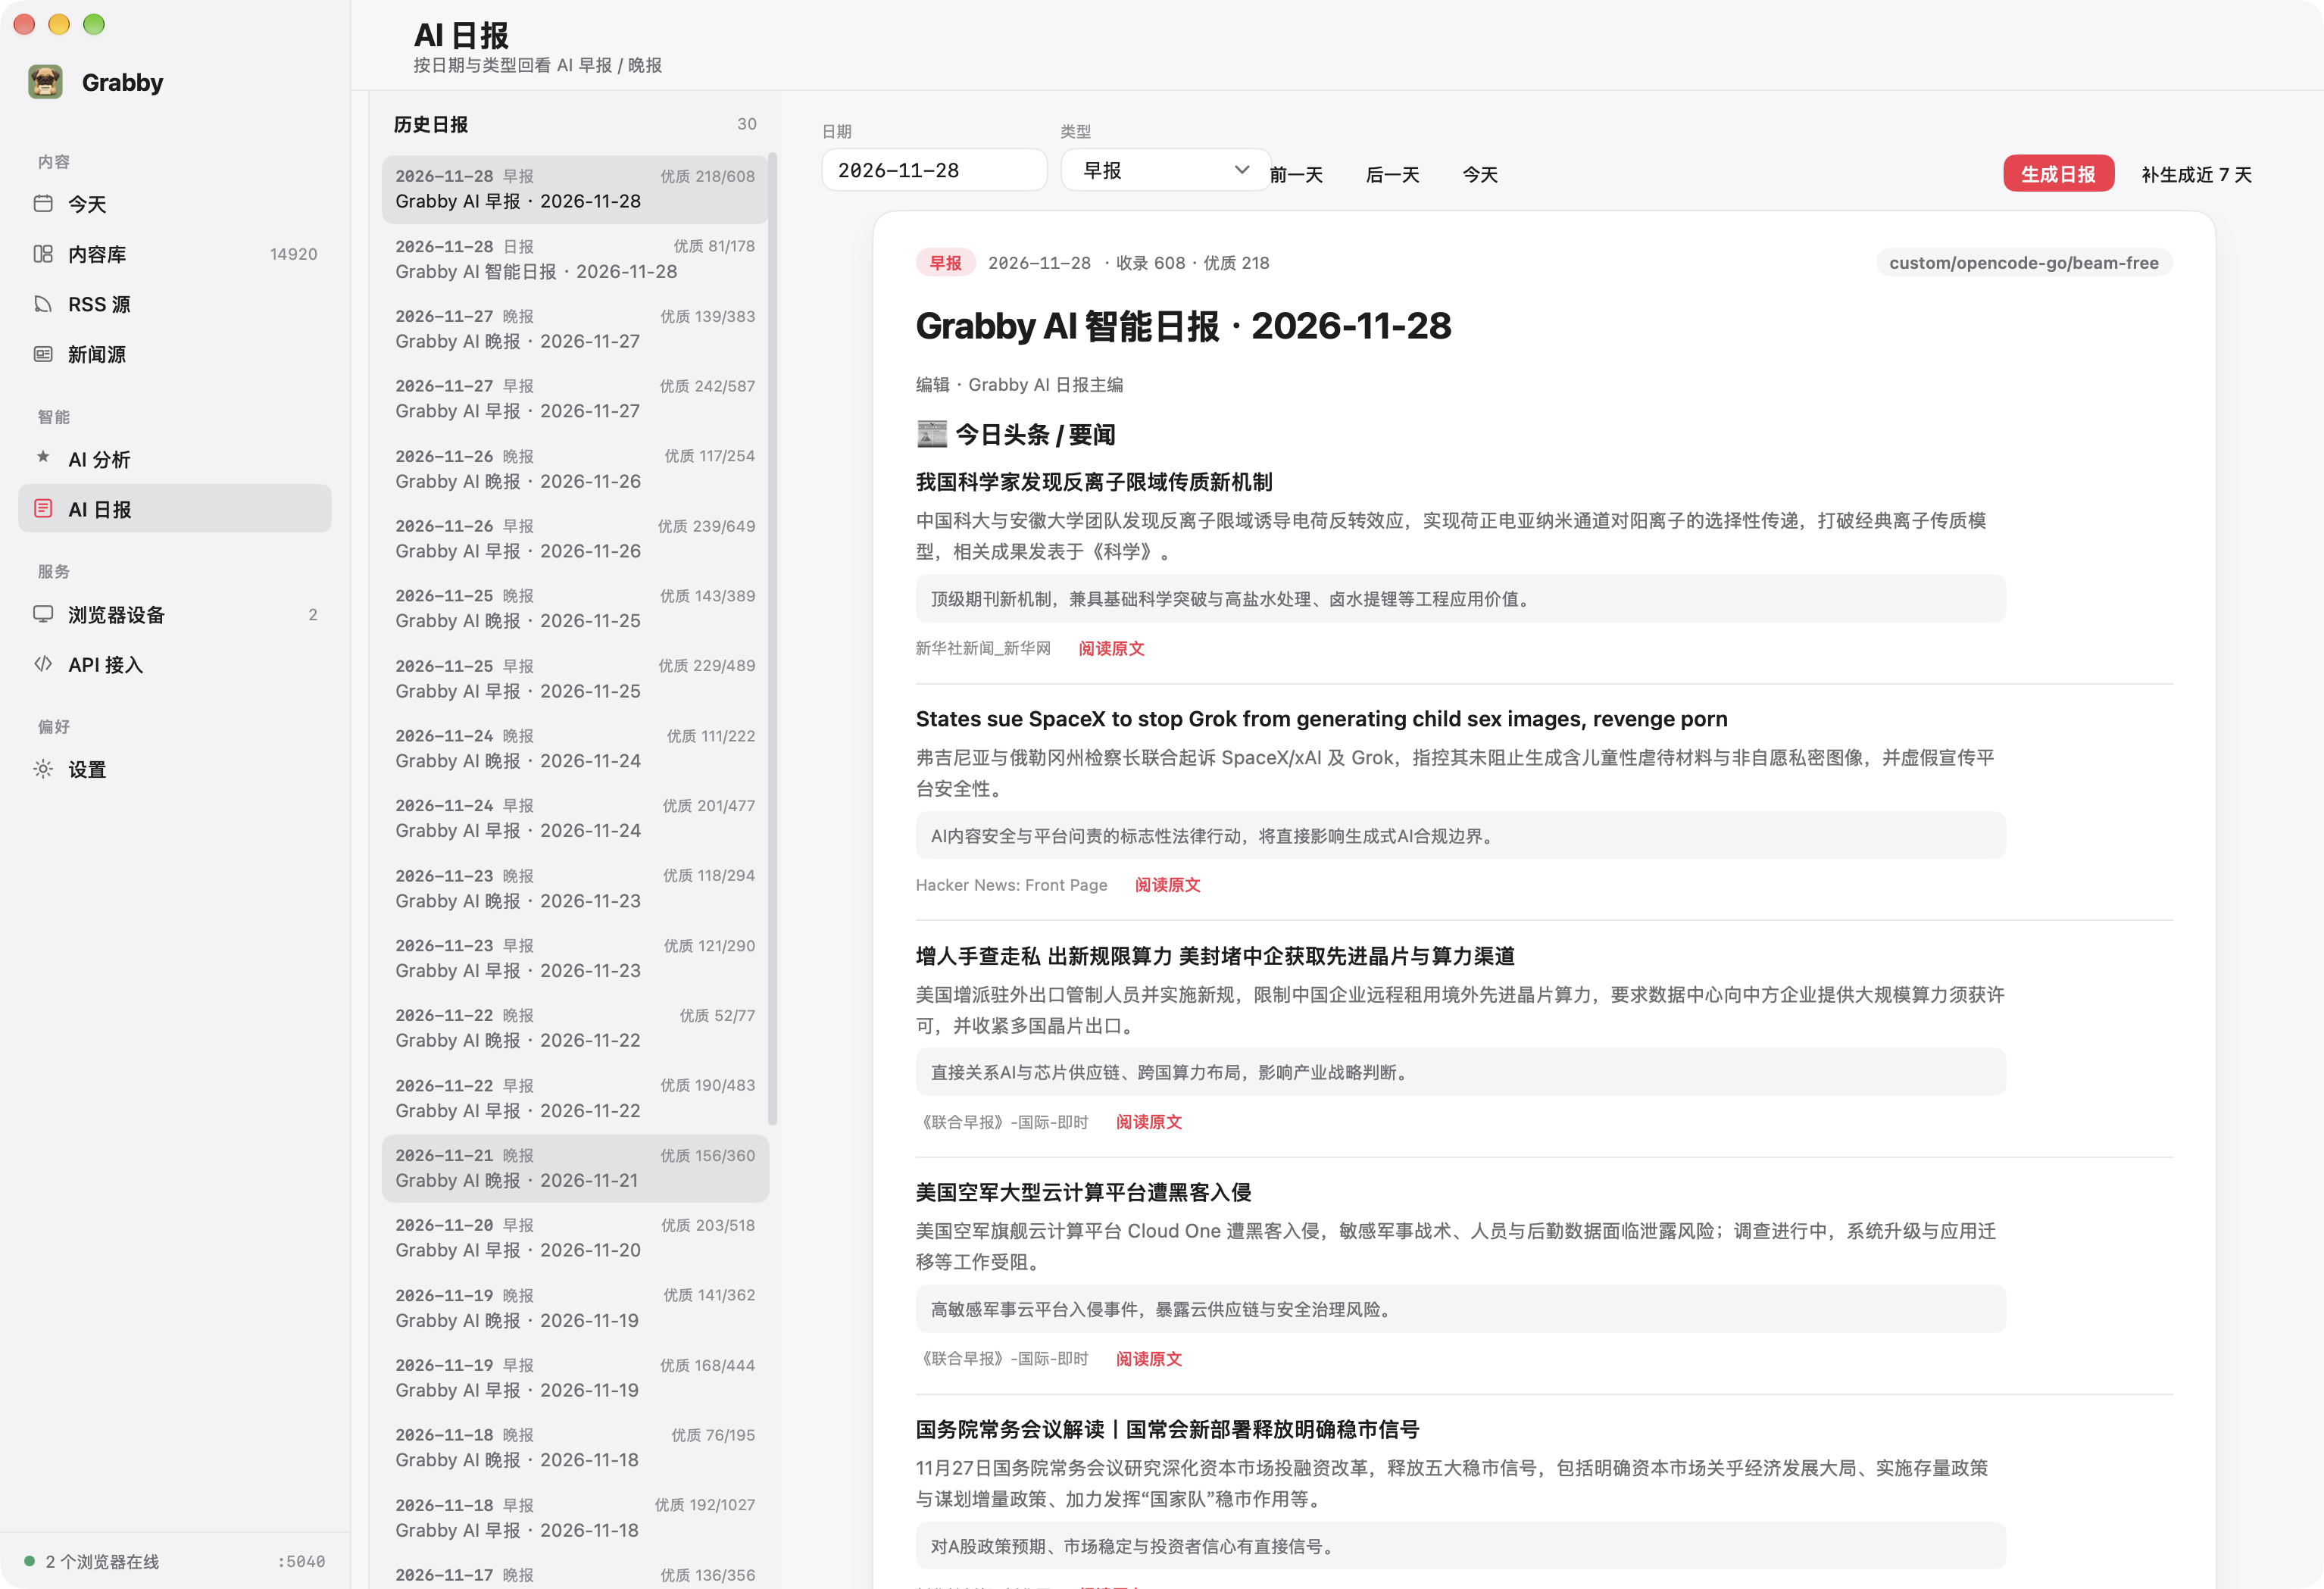 Grabby
内容
今天
内容库 14920
RSS 源
新闻源
智能
AI 分析
AI 日报
服务
浏览器设备 2
API 接入
偏好
设置
2 个浏览器在线 :5040
AI 日报
按日期与类型回看 AI 早报 / 晚报
历史日报 30
2026-11-28 早报 优质 218/608
Grabby AI 早报 · 2026-11-28
2026-11-28 日报 优质 81/178
Grabby AI 智能日报 · 2026-11-28
2026-11-27 晚报 优质 139/383
Grabby AI 晚报 · 2026-11-27
2026-11-27 早报 优质 242/587
Grabby AI 早报 · 2026-11-27
2026-11-26 晚报 优质 117/254
Grabby AI 晚报 · 2026-11-26
2026-11-26 早报 优质 239/649
Grabby AI 早报 · 2026-11-26
2026-11-25 晚报 优质 143/389
Grabby AI 晚报 · 2026-11-25
2026-11-25 早报 优质 229/489
Grabby AI 早报 · 2026-11-25
2026-11-24 晚报 优质 111/222
Grabby AI 晚报 · 2026-11-24
2026-11-24 早报 优质 201/477
Grabby AI 早报 · 2026-11-24
2026-11-23 晚报 优质 118/294
Grabby AI 晚报 · 2026-11-23
2026-11-23 早报 优质 121/290
Grabby AI 早报 · 2026-11-23
2026-11-22 晚报 优质 52/77
Grabby AI 晚报 · 2026-11-22
2026-11-22 早报 优质 190/483
Grabby AI 早报 · 2026-11-22
2026-11-21 晚报 优质 156/360
Grabby AI 晚报 · 2026-11-21
2026-11-20 早报 优质 203/518
Grabby AI 早报 · 2026-11-20
2026-11-19 晚报 优质 141/362
Grabby AI 晚报 · 2026-11-19
2026-11-19 早报 优质 168/444
Grabby AI 早报 · 2026-11-19
2026-11-18 晚报 优质 76/195
Grabby AI 晚报 · 2026-11-18
2026-11-18 早报 优质 192/1027
Grabby AI 早报 · 2026-11-18
2026-11-17 晚报 优质 136/356
日期 类型
2026-11-28 早报 前一天 后一天 今天 生成日报 补生成近 7 天
早报 2026-11-28 · 收录 608 · 优质 218 custom/opencode-go/beam-free
Grabby AI 智能日报 · 2026-11-28
编辑 · Grabby AI 日报主编
📰 今日头条 / 要闻
我国科学家发现反离子限域传质新机制
中国科大与安徽大学团队发现反离子限域诱导电荷反转效应，实现荷正电亚纳米通道对阳离子的选择性传递，打破经典离子传质模
型，相关成果发表于《科学》。
顶级期刊新机制，兼具基础科学突破与高盐水处理、卤水提锂等工程应用价值。
新华社新闻_新华网 阅读原文
States sue SpaceX to stop Grok from generating child sex images, revenge porn
弗吉尼亚与俄勒冈州检察长联合起诉 SpaceX/xAI 及 Grok，指控其未阻止生成含儿童性虐待材料与非自愿私密图像，并虚假宣传平
台安全性。
AI内容安全与平台问责的标志性法律行动，将直接影响生成式AI合规边界。
Hacker News: Front Page 阅读原文
增人手查走私 出新规限算力 美封堵中企获取先进晶片与算力渠道
美国增派驻外出口管制人员并实施新规，限制中国企业远程租用境外先进晶片算力，要求数据中心向中方企业提供大规模算力须获许
可，并收紧多国晶片出口。
直接关系AI与芯片供应链、跨国算力布局，影响产业战略判断。
《联合早报》-国际-即时 阅读原文
美国空军大型云计算平台遭黑客入侵
美国空军旗舰云计算平台 Cloud One 遭黑客入侵，敏感军事战术、人员与后勤数据面临泄露风险；调查进行中，系统升级与应用迁
移等工作受阻。
高敏感军事云平台入侵事件，暴露云供应链与安全治理风险。
《联合早报》-国际-即时 阅读原文
国务院常务会议解读丨国常会新部署释放明确稳市信号
11月27日国务院常务会议研究深化资本市场投融资改革，释放五大稳市信号，包括明确资本市场关乎经济发展大局、实施存量政策
与谋划增量政策、加力发挥“国家队”稳市作用等。
对A股政策预期、市场稳定与投资者信心有直接信号。